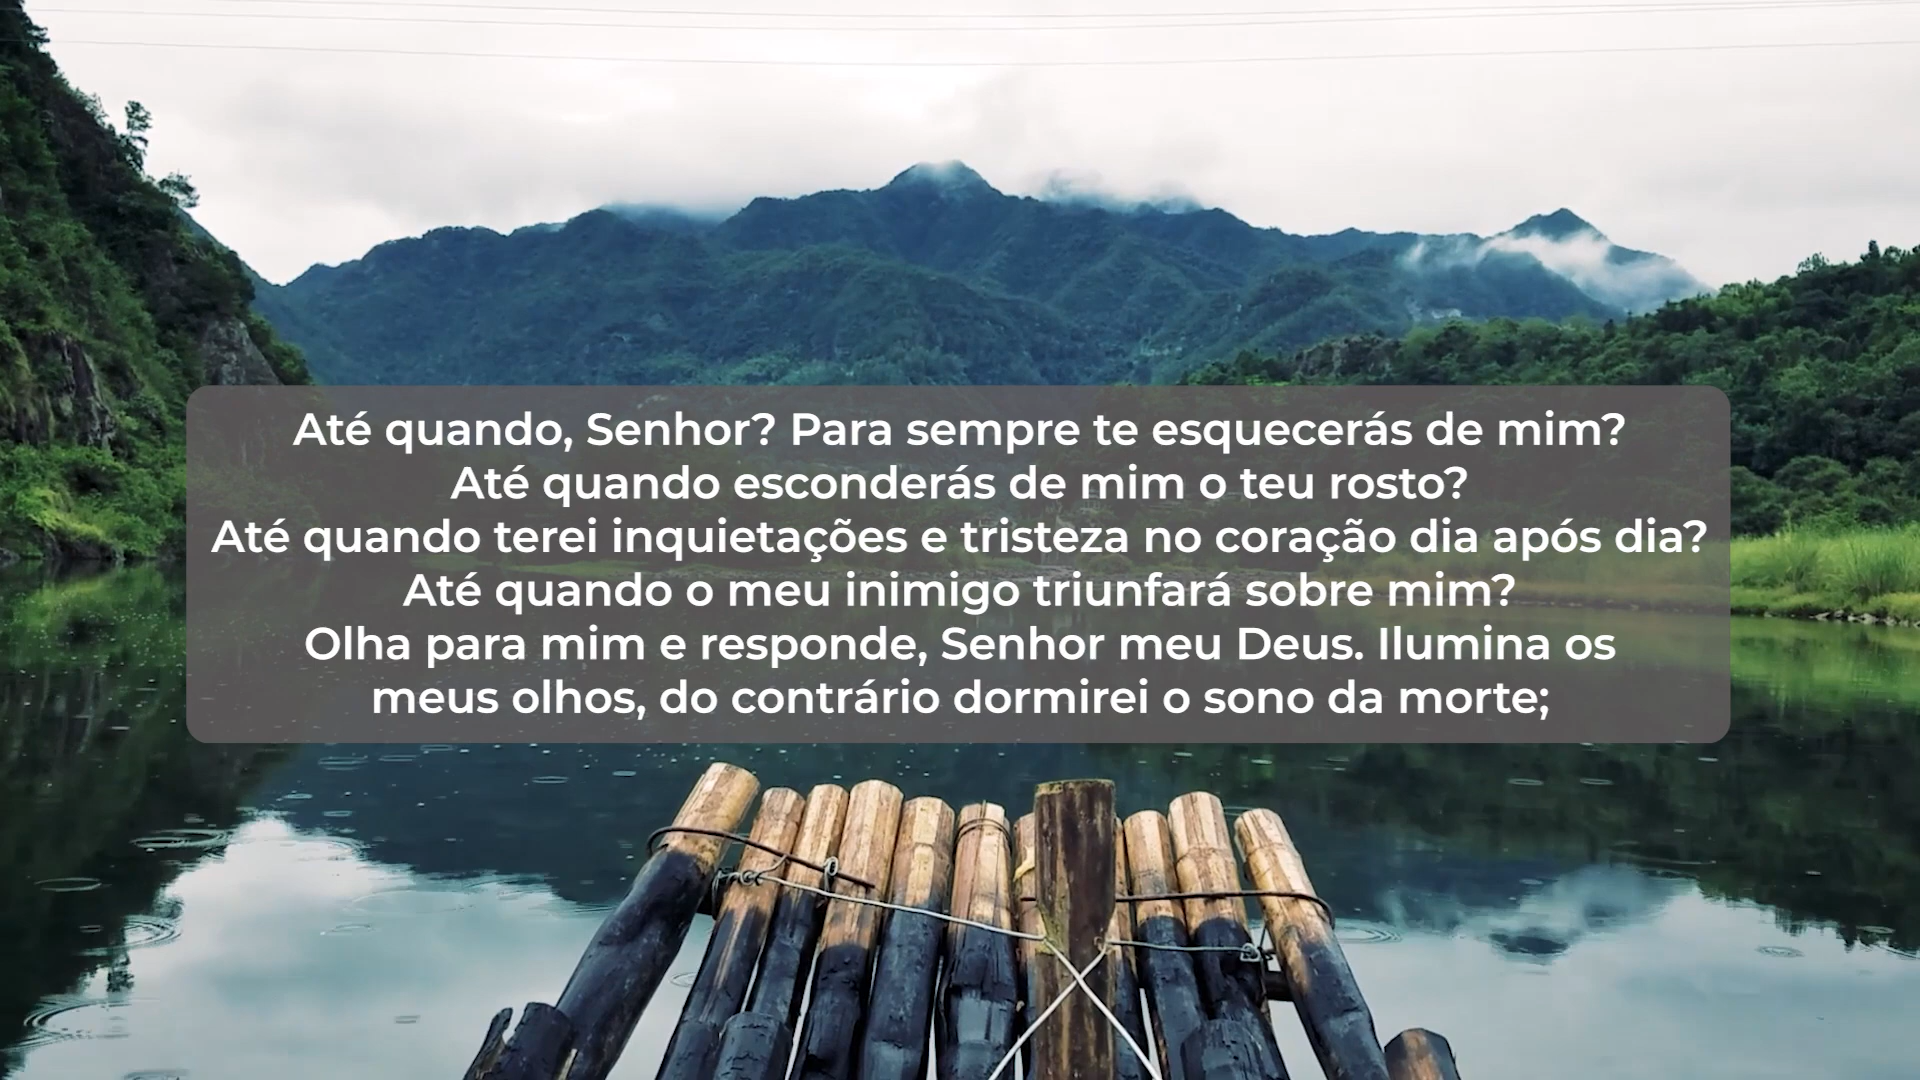 Até quando, Senhor? Para sempre te esquecerás de mim?
Até quando esconderás de mim o teu rosto?
Até quando terei inquietações e tristeza no coração dia após dia?
Até quando o meu inimigo triunfará sobre mim?
Olha para mim e responde, Senhor meu Deus. Ilumina os
meus olhos, do contrário dormirei o sono da morte;